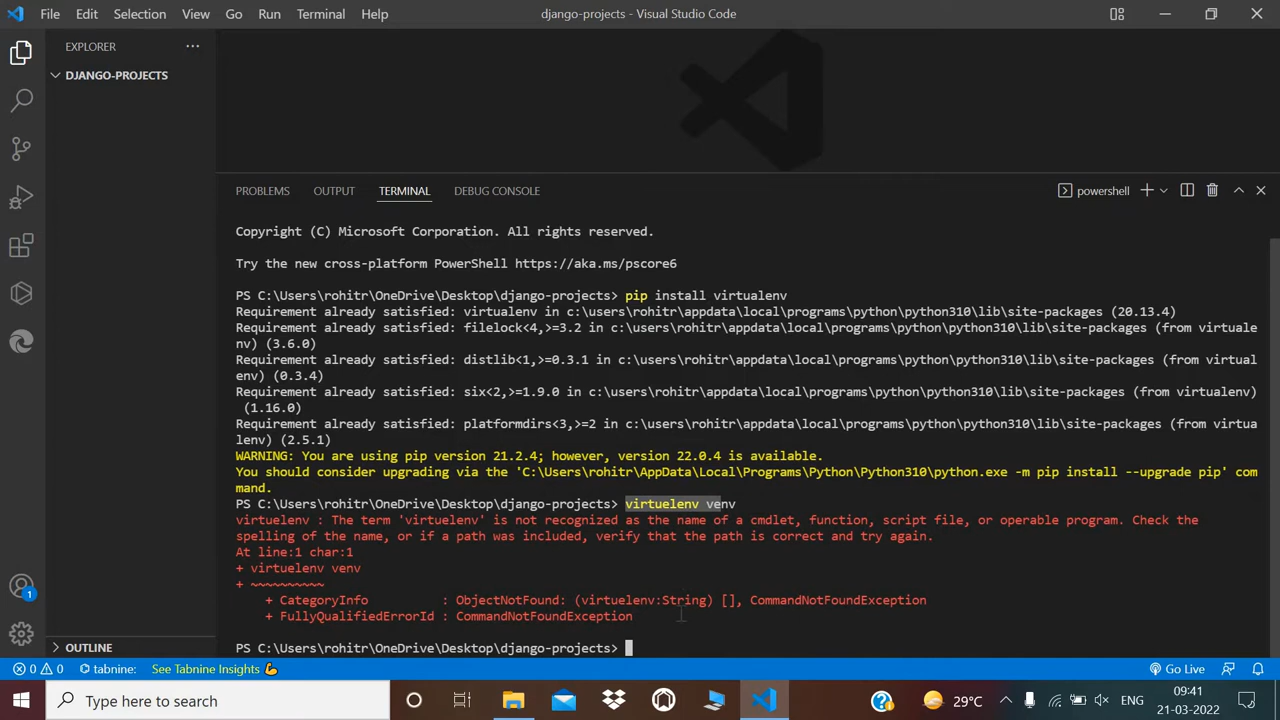 File Edit Selection View Go Run Terminal Help django-projects - Visual Studio Code
EXPLORER
DJANGO-PROJECTS
PROBLEMS OUTPUT TERMINAL DEBUG CONSOLE powershell
Copyright (C) Microsoft Corporation. All rights reserved.
Try the new cross-platform PowerShell https://aka.ms/pscore6
PS C:\Users\rohitr\OneDrive\Desktop\django-projects> pip install virtualenv
Requirement already satisfied: virtualenv in c:\users\rohitr\appdata\local\programs\python\python310\lib\site-packages (20.13.4)
Requirement already satisfied: filelock<4,>=3.2 in c:\users\rohitr\appdata\local\programs\python\python310\lib\site-packages (from virtuale
nv) (3.6.0)
Requirement already satisfied: distlib<1,>=0.3.1 in c:\users\rohitr\appdata\local\programs\python\python310\lib\site-packages (from virtual
env) (0.3.4)
Requirement already satisfied: six<2,>=1.9.0 in c:\users\rohitr\appdata\local\programs\python\python310\lib\site-packages (from virtualenv)
(1.16.0)
Requirement already satisfied: platformdirs<3,>=2 in c:\users\rohitr\appdata\local\programs\python\python310\lib\site-packages (from virtua
lenv) (2.5.1)
WARNING: You are using pip version 21.2.4; however, version 22.0.4 is available.
You should consider upgrading via the 'C:\Users\rohitr\AppData\Local\Programs\Python\Python310\python.exe -m pip install --upgrade pip' com
mand.
PS C:\Users\rohitr\OneDrive\Desktop\django-projects> virtuelenv venv
virtuelenv : The term 'virtuelenv' is not recognized as the name of a cmdlet, function, script file, or operable program. Check the
spelling of the name, or if a path was included, verify that the path is correct and try again.
At line:1 char:1
+ virtuelenv venv
+ ~~~~~~~~~~
+ CategoryInfo : ObjectNotFound: (virtuelenv:String) [], CommandNotFoundException
+ FullyQualifiedErrorId : CommandNotFoundException
PS C:\Users\rohitr\OneDrive\Desktop\django-projects>
1
OUTLINE
0 0 tabnine: See Tabnine Insights 💪 Go Live
Type here to search 29°C ENG 09:41
21-03-2022